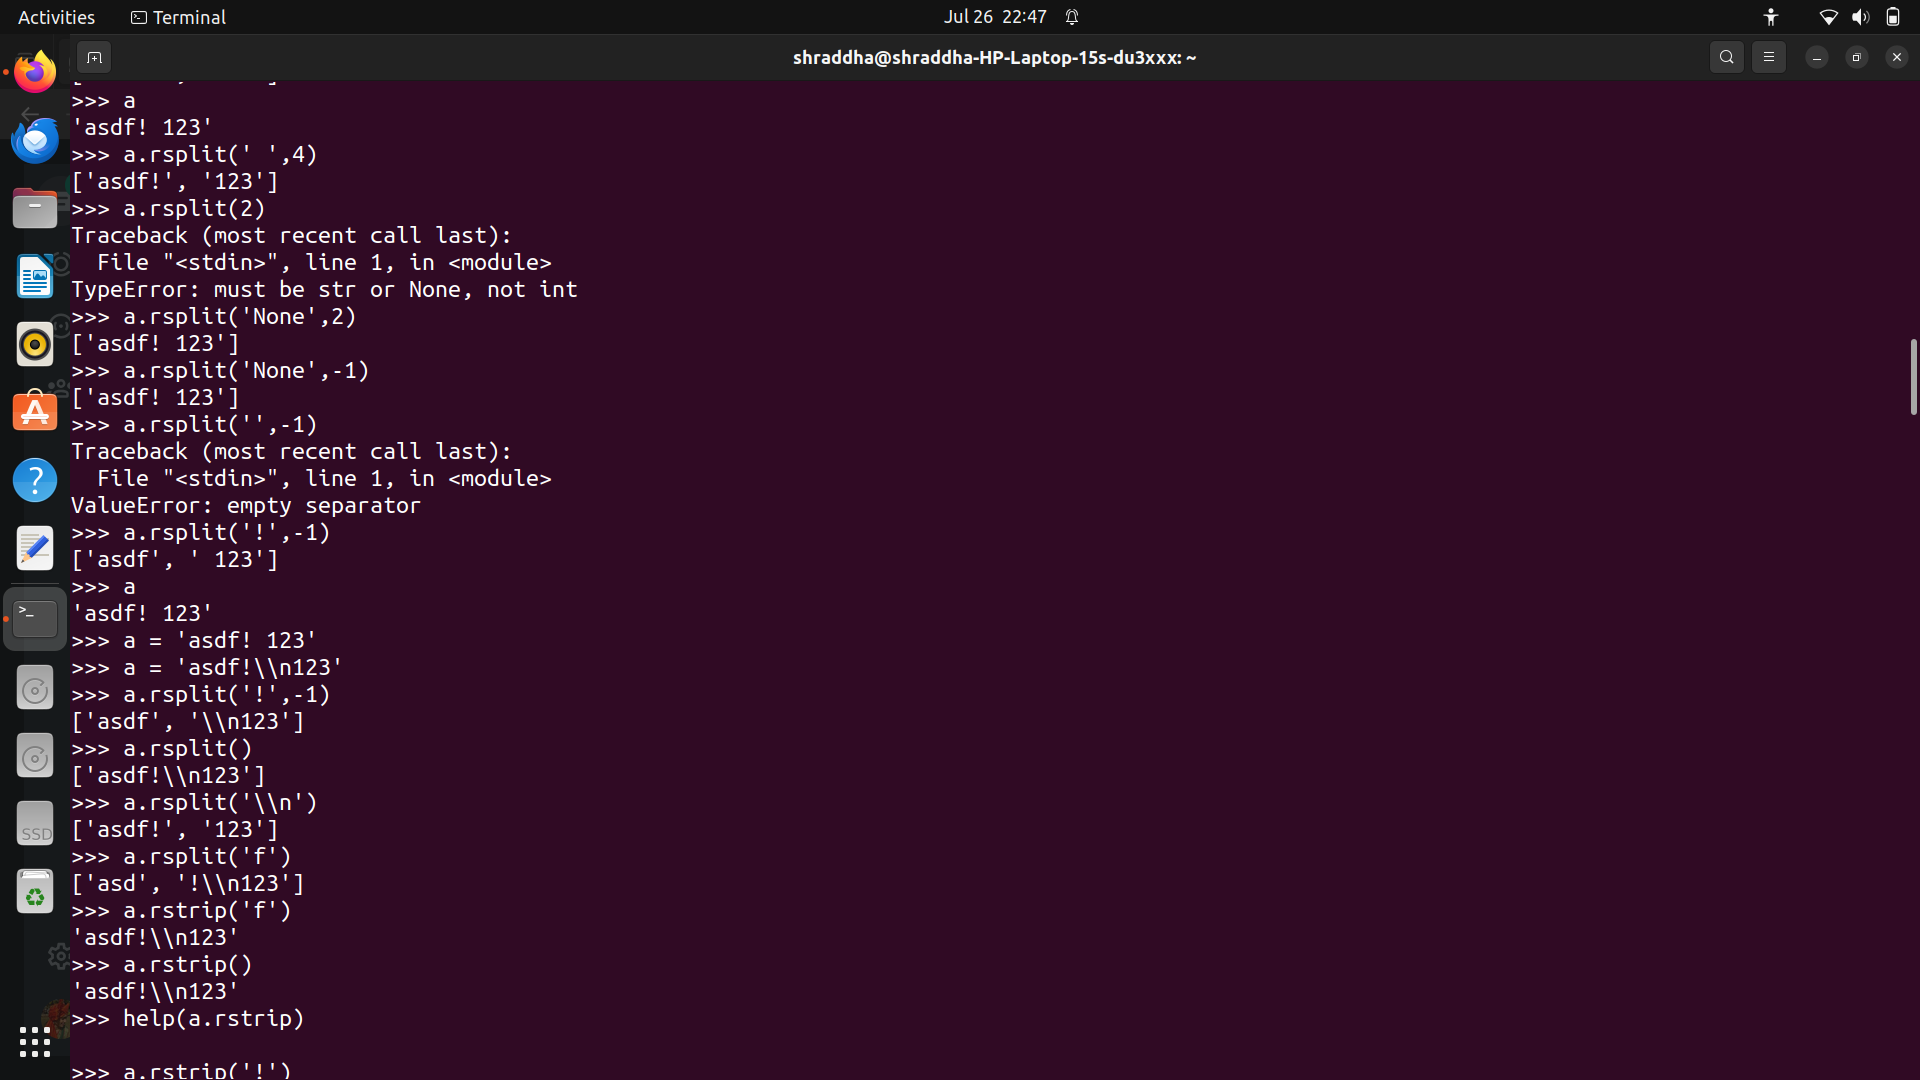 Activities
Terminal
Jul 26 22:47
shraddha@shraddha-HP-Laptop-15s-du3xxx: ~
>>> a
'asdf! 123'
>>> a.rsplit(' ',4)
['asdf!', '123']
>>> a.rsplit(2)
Traceback (most recent call last):
  File "<stdin>", line 1, in <module>
TypeError: must be str or None, not int
>>> a.rsplit('None',2)
['asdf! 123']
>>> a.rsplit('None',-1)
['asdf! 123']
>>> a.rsplit('',-1)
Traceback (most recent call last):
  File "<stdin>", line 1, in <module>
ValueError: empty separator
>>> a.rsplit('!',-1)
['asdf', ' 123']
>>> a
'asdf! 123'
>>> a = 'asdf! 123'
>>> a = 'asdf!\\n123'
>>> a.rsplit('!',-1)
['asdf', '\\n123']
>>> a.rsplit()
['asdf!\\n123']
>>> a.rsplit('\\n')
['asdf!', '123']
>>> a.rsplit('f')
['asd', '!\\n123']
>>> a.rstrip('f')
'asdf!\\n123'
>>> a.rstrip()
'asdf!\\n123'
>>> help(a.rstrip)
>>> a.rstrip('!')
SSD